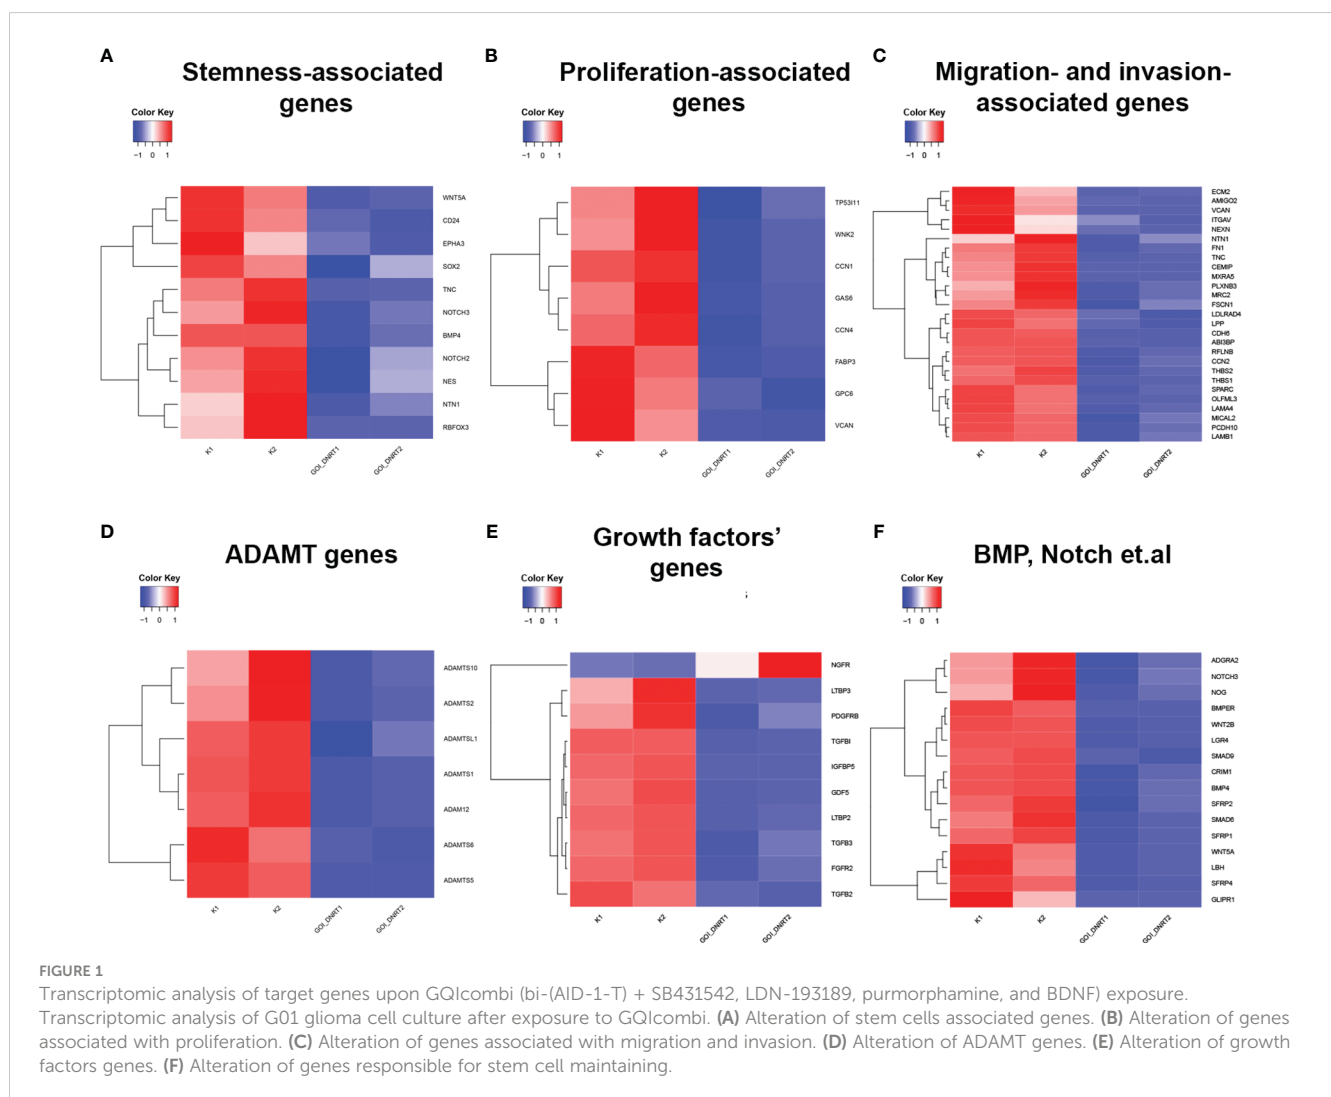 A
Stemness-associated
genes
Color Key
-1 0 1
WNT5A
CD24
EPHA3
SOX2
TNC
NOTCH3
BMP4
NOTCH2
NES
NTN1
RBFOX3
K1
K2
GOI_DNRT1
GOI_DNRT2
B
Proliferation-associated
genes
Color Key
-1 0 1
TP53I11
WNK2
CCN1
GAS6
CCN4
FABP3
GPC6
VCAN
K1
K2
GOI_DNRT1
GOI_DNRT2
C
Migration- and invasion-
associated genes
Color Key
-1 0 1
ECM2
AMIGO2
VCAN
ITGAV
NEXN
NTN1
FN1
TNC
CEMIP
MXRA5
PLXNB3
MRC2
FSCN1
LDLRAD4
LPP
CDH6
ABI3BP
RFLNB
CCN2
THBS2
THBS1
SPARC
OLFML3
LAMA4
MICAL2
PCDH10
LAMB1
K1
K2
GOI_DNRT1
GOI_DNRT2
D
ADAMT genes
Color Key
-1 0 1
ADAMTS10
ADAMTS2
ADAMTSL1
ADAMTS1
ADAM12
ADAMTS6
ADAMTS5
K1
K2
GOI_DNRT1
GOI_DNRT2
E
Growth factors’
genes
;
Color Key
-1 0 1
NGFR
LTBP3
PDGFRB
TGFBI
IGFBP5
GDF5
LTBP2
TGFB3
FGFR2
TGFB2
K1
K2
GOI_DNRT1
GOI_DNRT2
F
BMP, Notch et.al
Color Key
-1 0 1
ADGRA2
NOTCH3
NOG
BMPER
WNT2B
LGR4
SMAD9
CRIM1
BMP4
SFRP2
SMAD6
SFRP1
WNT5A
LBH
SFRP4
GLIPR1
K1
K2
GOI_DNRT1
GOI_DNRT2
FIGURE 1
Transcriptomic analysis of target genes upon GQIcombi (bi-(AID-1-T) + SB431542, LDN-193189, purmorphamine, and BDNF) exposure.
Transcriptomic analysis of G01 glioma cell culture after exposure to GQIcombi. (A) Alteration of stem cells associated genes. (B) Alteration of genes
associated with proliferation. (C) Alteration of genes associated with migration and invasion. (D) Alteration of ADAMT genes. (E) Alteration of growth
factors genes. (F) Alteration of genes responsible for stem cell maintaining.